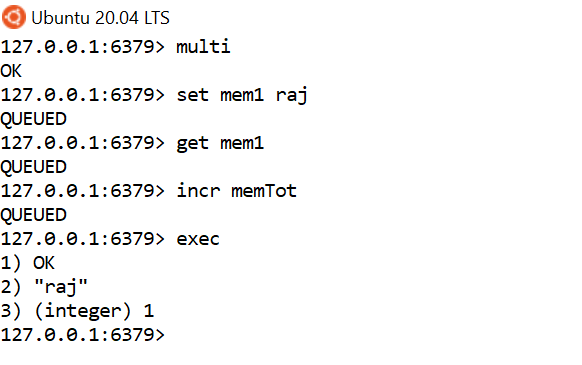 Ubuntu 20.04 LTS
127.0.0.1:6379> multi
OK
127.0.0.1:6379> set mem1 raj
QUEUED
127.0.0.1:6379> get mem1
QUEUED
127.0.0.1:6379> incr memTot
QUEUED
127.0.0.1:6379> exec
1) OK
2) "raj"
3) (integer) 1
127.0.0.1:6379>